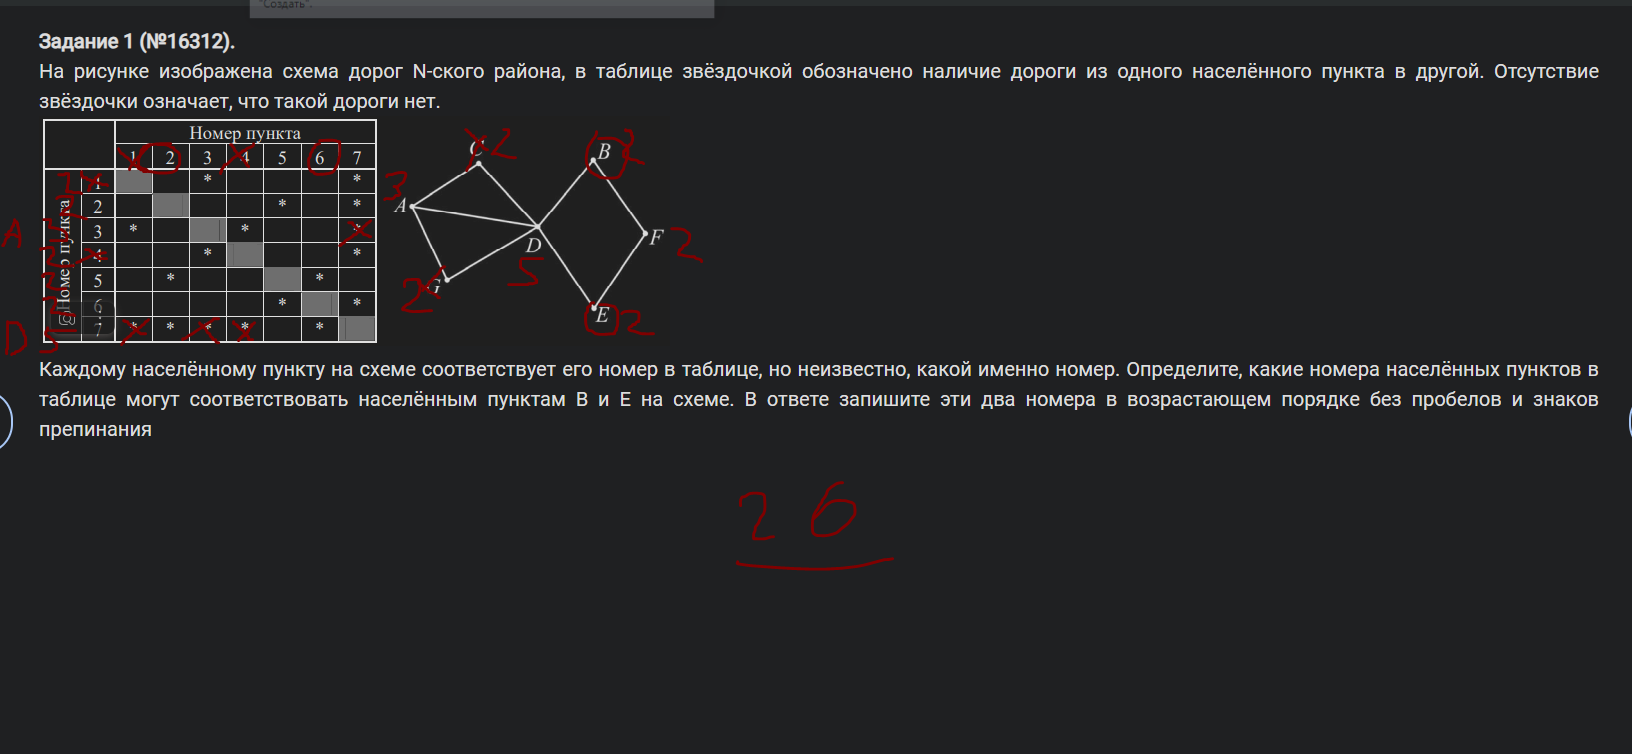 "Создать".
Задание 1 (№16312).
На рисунке изображена схема дорог N-ского района, в таблице звёздочкой обозначено наличие дороги из одного населённого пункта в другой. Отсутствие
звёздочки означает, что такой дороги нет.
Номер пункта
1 2 3 4 5 6 7
Номер пункта
1 * *
2 * *
3 * * *
4 * *
5 * *
6 * *
7 * * * * *
A
D 5
C 2
B 2
3
A
D
5
F 2
G
2
E 2
Каждому населённому пункту на схеме соответствует его номер в таблице, но неизвестно, какой именно номер. Определите, какие номера населённых пунктов в
таблице могут соответствовать населённым пунктам B и E на схеме. В ответе запишите эти два номера в возрастающем порядке без пробелов и знаков
препинания
2 6